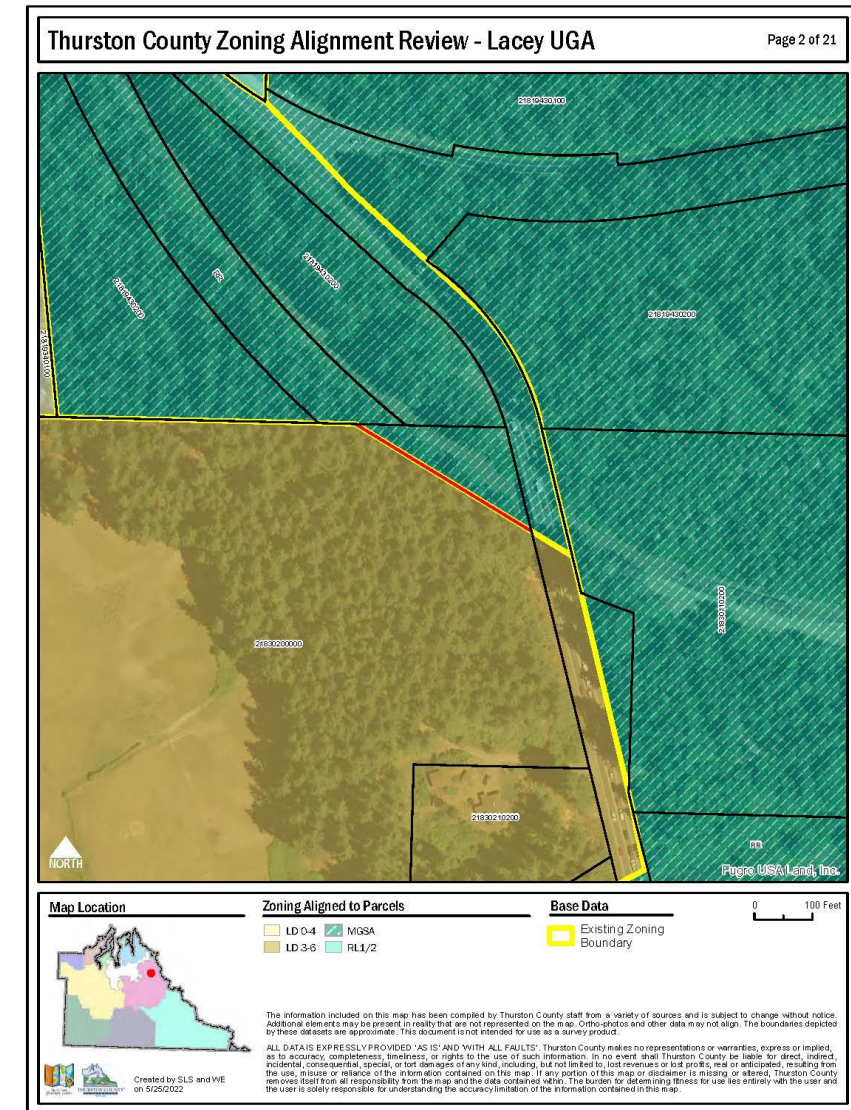 Thurston County Zoning Alignment Review - Lacey UGA
Page 2 of 21
21819430100
21819430200
RR
21819310200
21819430200
21819340100
21830110200
21830200000
21830210200
RR
NORTH
Fugro USA Land, Inc.
Map Location
Zoning Aligned to Parcels
LD 0-4
MGSA
LD 3-6
RL1/2
Base Data
Existing Zoning
Boundary
0 100 Feet
The information included on this map has been compiled by Thurston County staff from a variety of sources and is subject to change without notice.
Additional elements may be present in reality that are not represented on the map. Ortho-photos and other data may not align. The boundaries depicted
by these datasets are approximate. This document is not intended for use as a survey product.
ALL DATA IS EXPRESSLY PROVIDED 'AS IS' AND 'WITH ALL FAULTS'. Thurston County makes no representations or warranties, express or implied,
as to accuracy, completeness, timeliness, or rights to the use of such information. In no event shall Thurston County be liable for direct, indirect,
incidental, consequential, special, or tort damages of any kind, including, but not limited to, lost revenues or lost profits, real or anticipated, resulting from
the use, misuse or reliance of the information contained on this map. If any portion of this map or disclaimer is missing or altered, Thurston County
removes itself from all responsibility from the map and the data contained within. The burden for determining fitness for use lies entirely with the user and
the user is solely responsible for understanding the accuracy limitation of the information contained in this map.
THURSTON COUNTY
Created by SLS and WE
on 5/25/2022